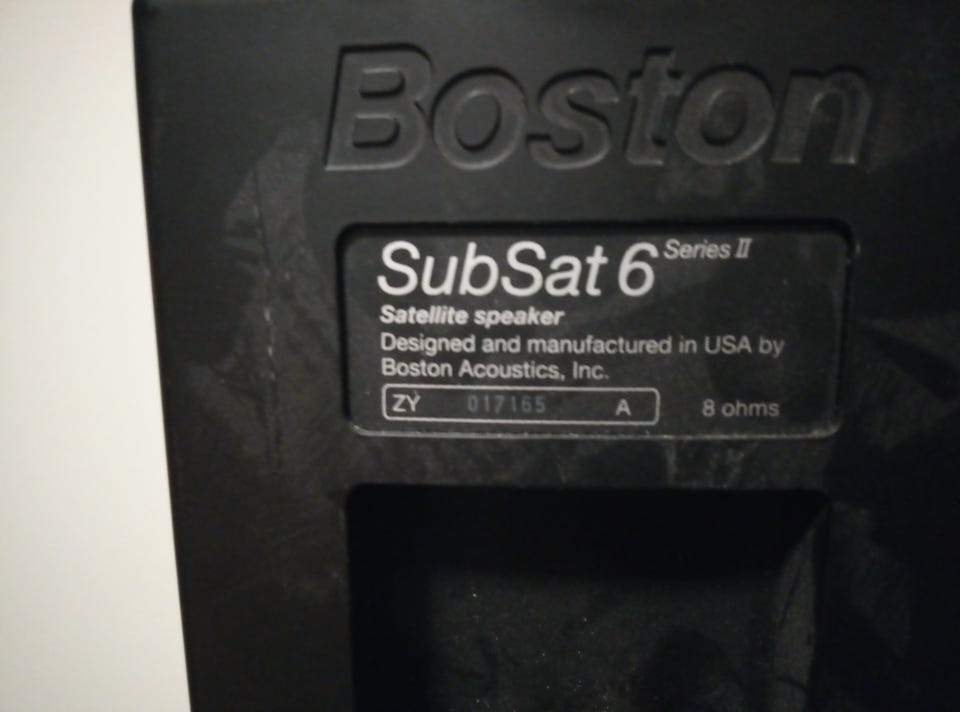 Boston
SubSat 6 Series II
Satellite speaker
Designed and manufactured in USA by
Boston Acoustics, Inc.
ZY 017165 A 8 ohms